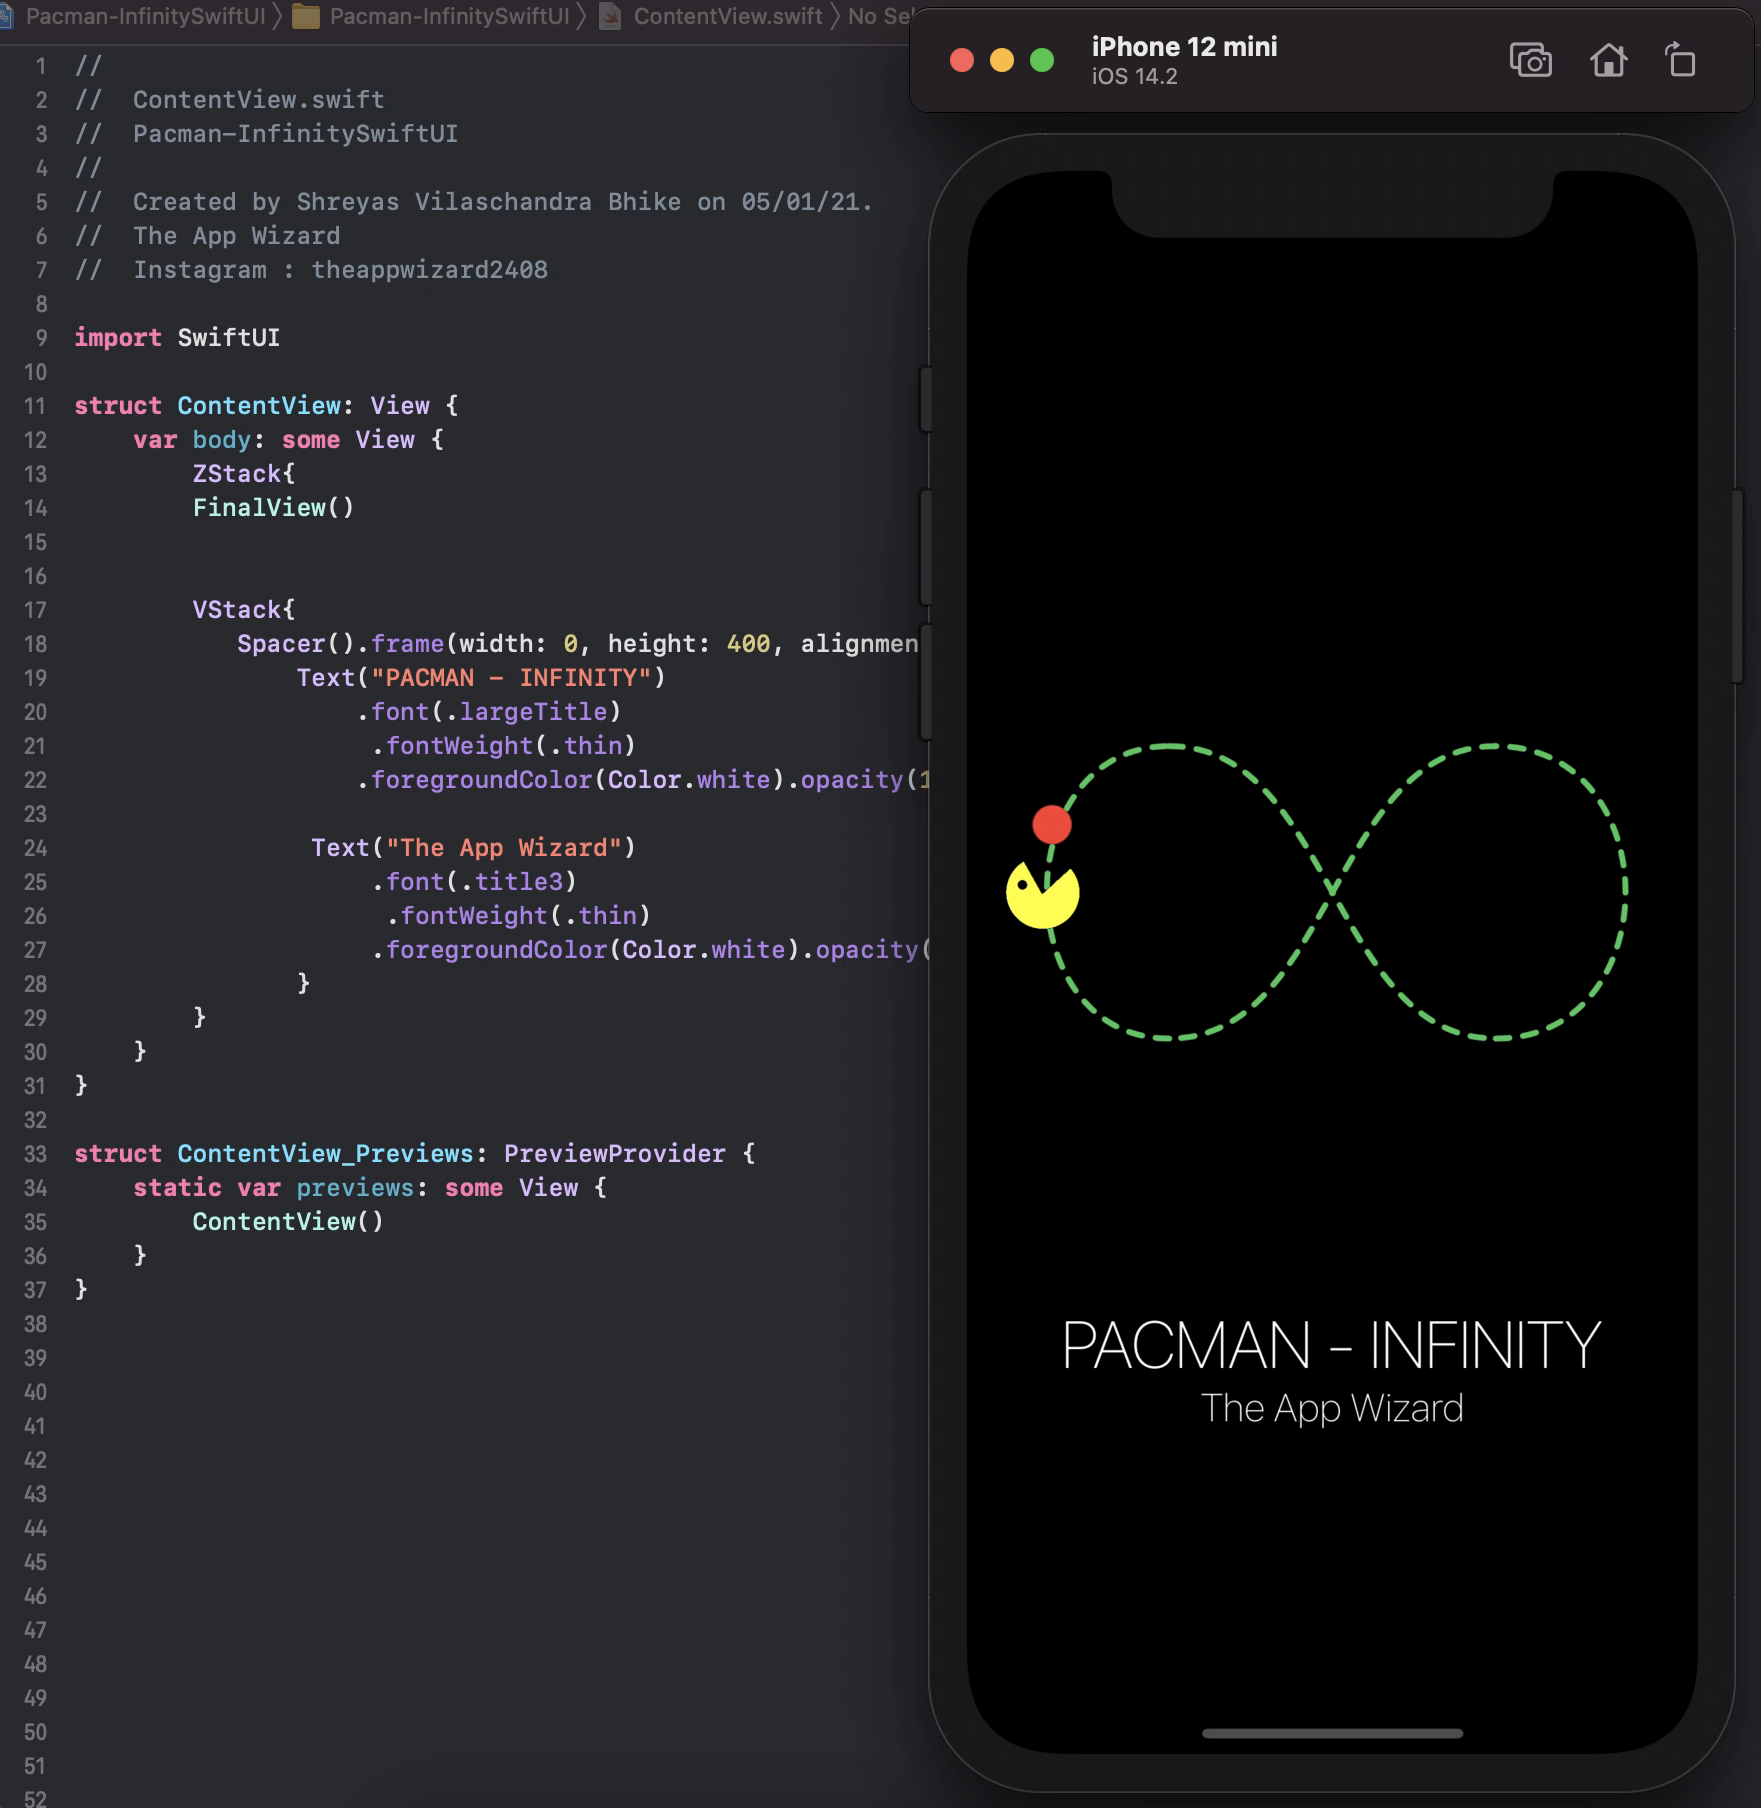 Pacman-InfinitySwiftUI 〉 Pacman-InfinitySwiftUI 〉 ContentView.swift 〉 No Se
1 //
2 //  ContentView.swift
3 //  Pacman-InfinitySwiftUI
4 //
5 //  Created by Shreyas Vilaschandra Bhike on 05/01/21.
6 //  The App Wizard
7 //  Instagram : theappwizard2408
8
9 import SwiftUI
10
11 struct ContentView: View {
12     var body: some View {
13         ZStack{
14         FinalView()
15
16
17         VStack{
18            Spacer().frame(width: 0, height: 400, alignmen
19                Text("PACMAN - INFINITY")
20                    .font(.largeTitle)
21                     .fontWeight(.thin)
22                    .foregroundColor(Color.white).opacity(1
23
24                 Text("The App Wizard")
25                     .font(.title3)
26                      .fontWeight(.thin)
27                     .foregroundColor(Color.white).opacity(
28                }
29         }
30     }
31 }
32
33 struct ContentView_Previews: PreviewProvider {
34     static var previews: some View {
35         ContentView()
36     }
37 }
38
39
40
41
42
43
44
45
46
47
48
49
50
51
52
iPhone 12 mini
iOS 14.2
PACMAN - INFINITY
The App Wizard